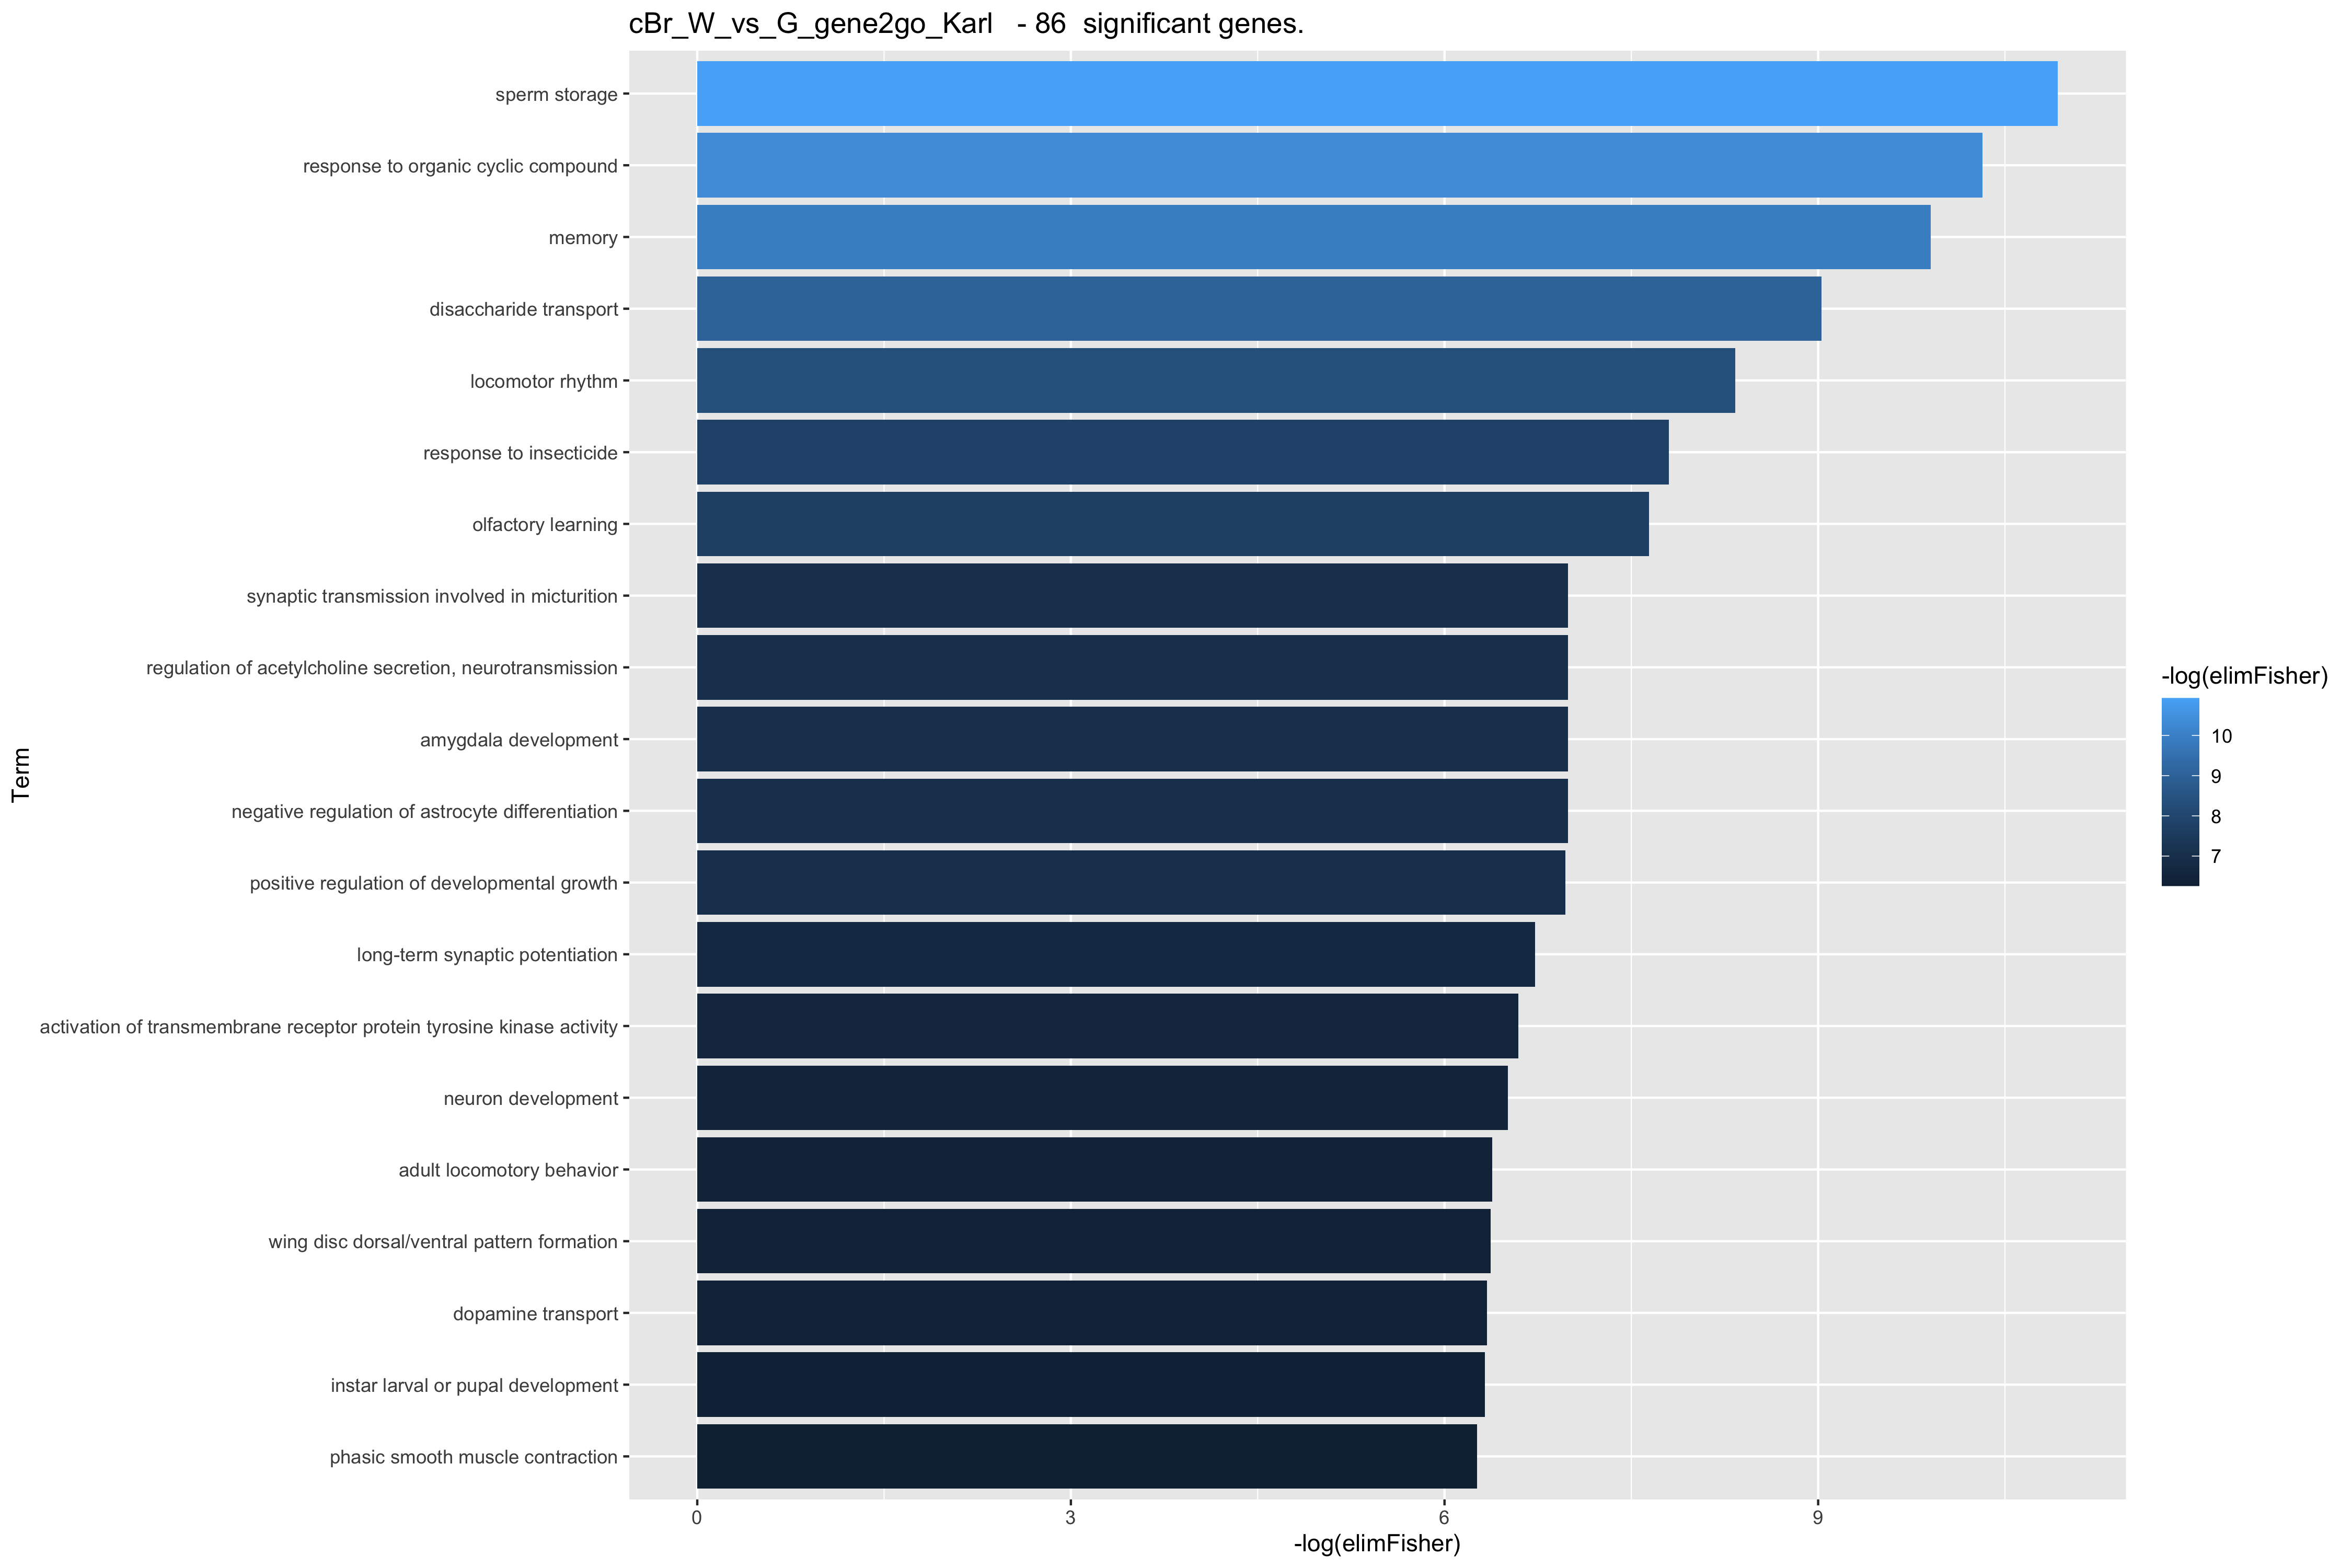 cBr_W_vs_G_gene2go_Karl   - 86  significant genes.
sperm storage
response to organic cyclic compound
memory
disaccharide transport
locomotor rhythm
response to insecticide
olfactory learning
synaptic transmission involved in micturition
regulation of acetylcholine secretion, neurotransmission
amygdala development
negative regulation of astrocyte differentiation
positive regulation of developmental growth
long-term synaptic potentiation
activation of transmembrane receptor protein tyrosine kinase activity
neuron development
adult locomotory behavior
wing disc dorsal/ventral pattern formation
dopamine transport
instar larval or pupal development
phasic smooth muscle contraction
Term
0 3 6 9
-log(elimFisher)
-log(elimFisher)
10
9
8
7